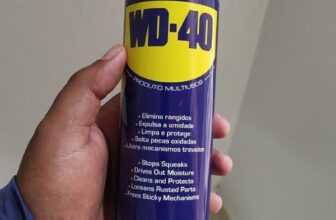 WD-40
PRODUTO MULTIUSOS
• Elimina rangidos
• Expulsa a umidade
• Limpa e protege
• Solta peças oxidadas
• Libera mecanismos travados
• Stops Squeaks
• Drives Out Moisture
• Cleans and Protects
• Loosens Rusted Parts
• Frees Sticky Mechanisms